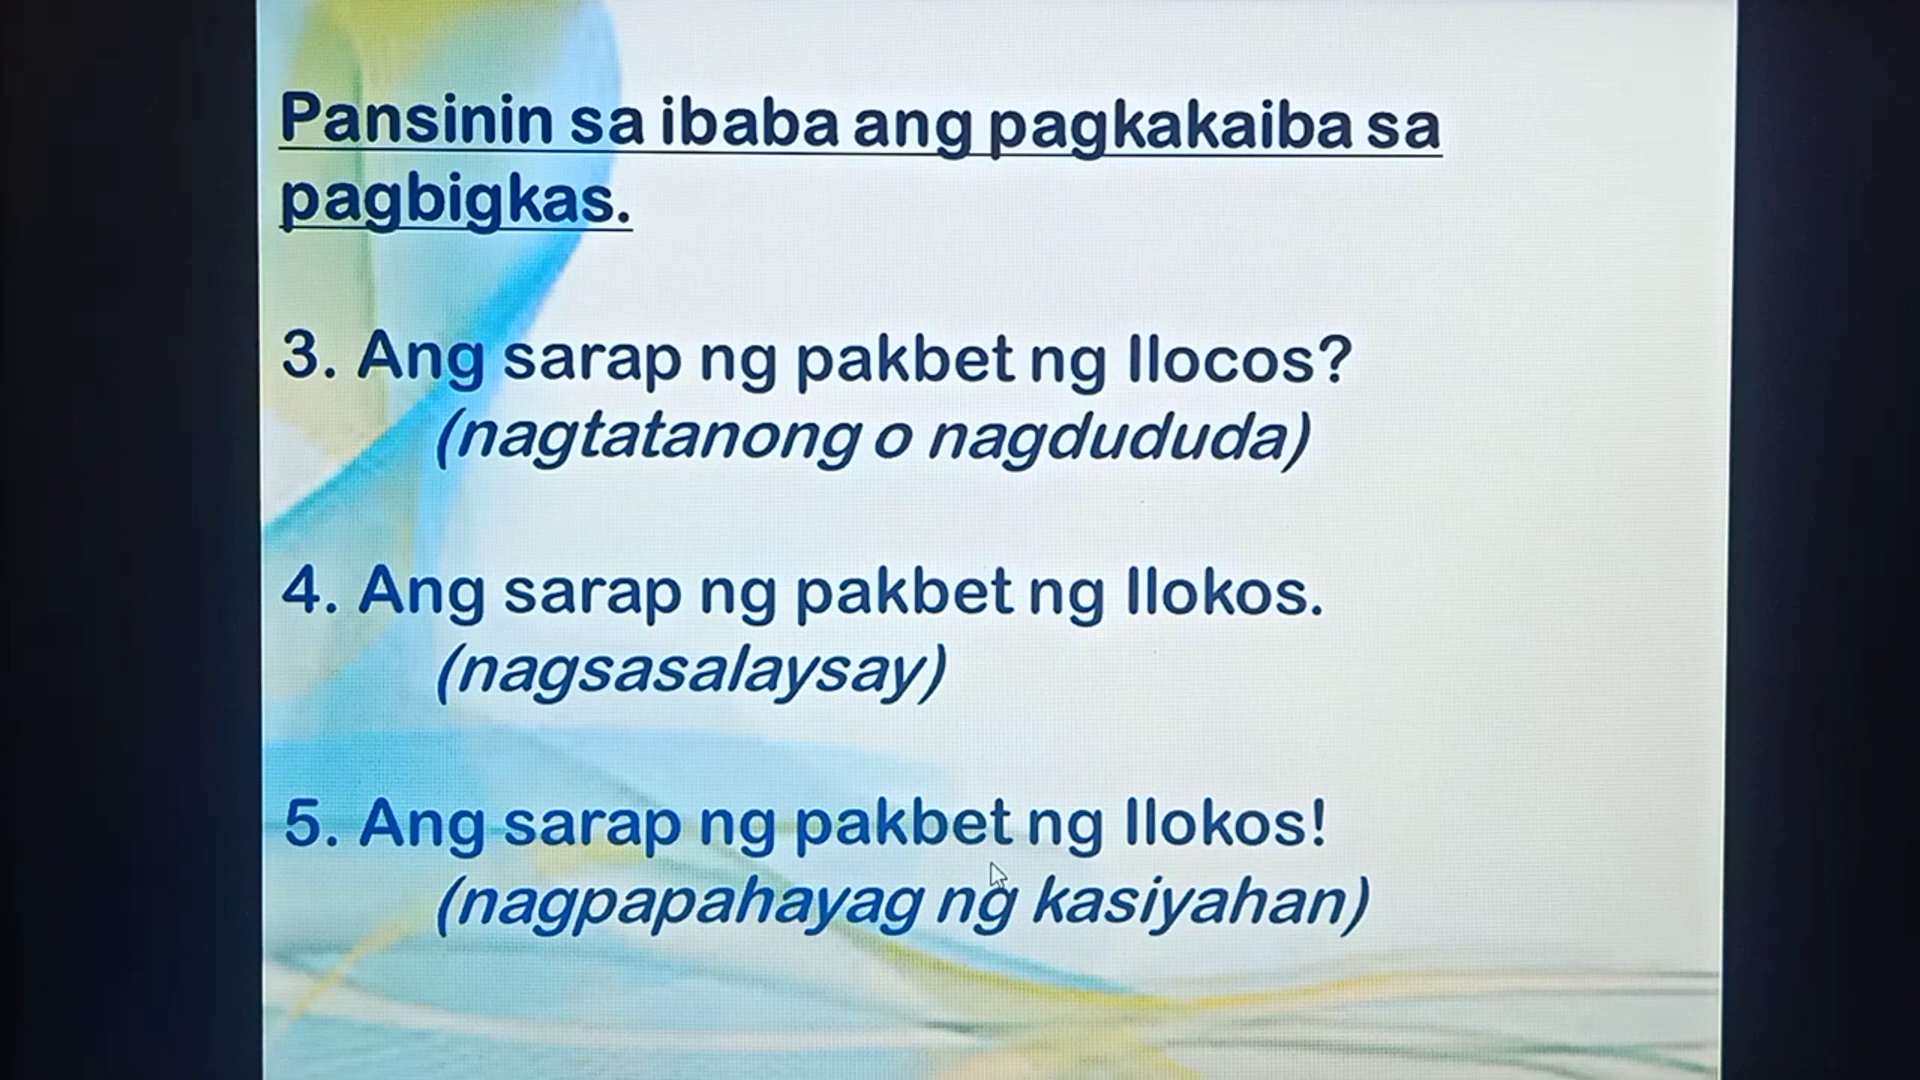 Pansinin sa ibaba ang pagkakaiba sa
pagbigkas.
3. Ang sarap ng pakbet ng Ilocos?
(nagtatanong o nagdududa)
4. Ang sarap ng pakbet ng Ilokos.
(nagsasalaysay)
5. Ang sarap ng pakbet ng Ilokos!
(nagpapahayag ng kasiyahan)